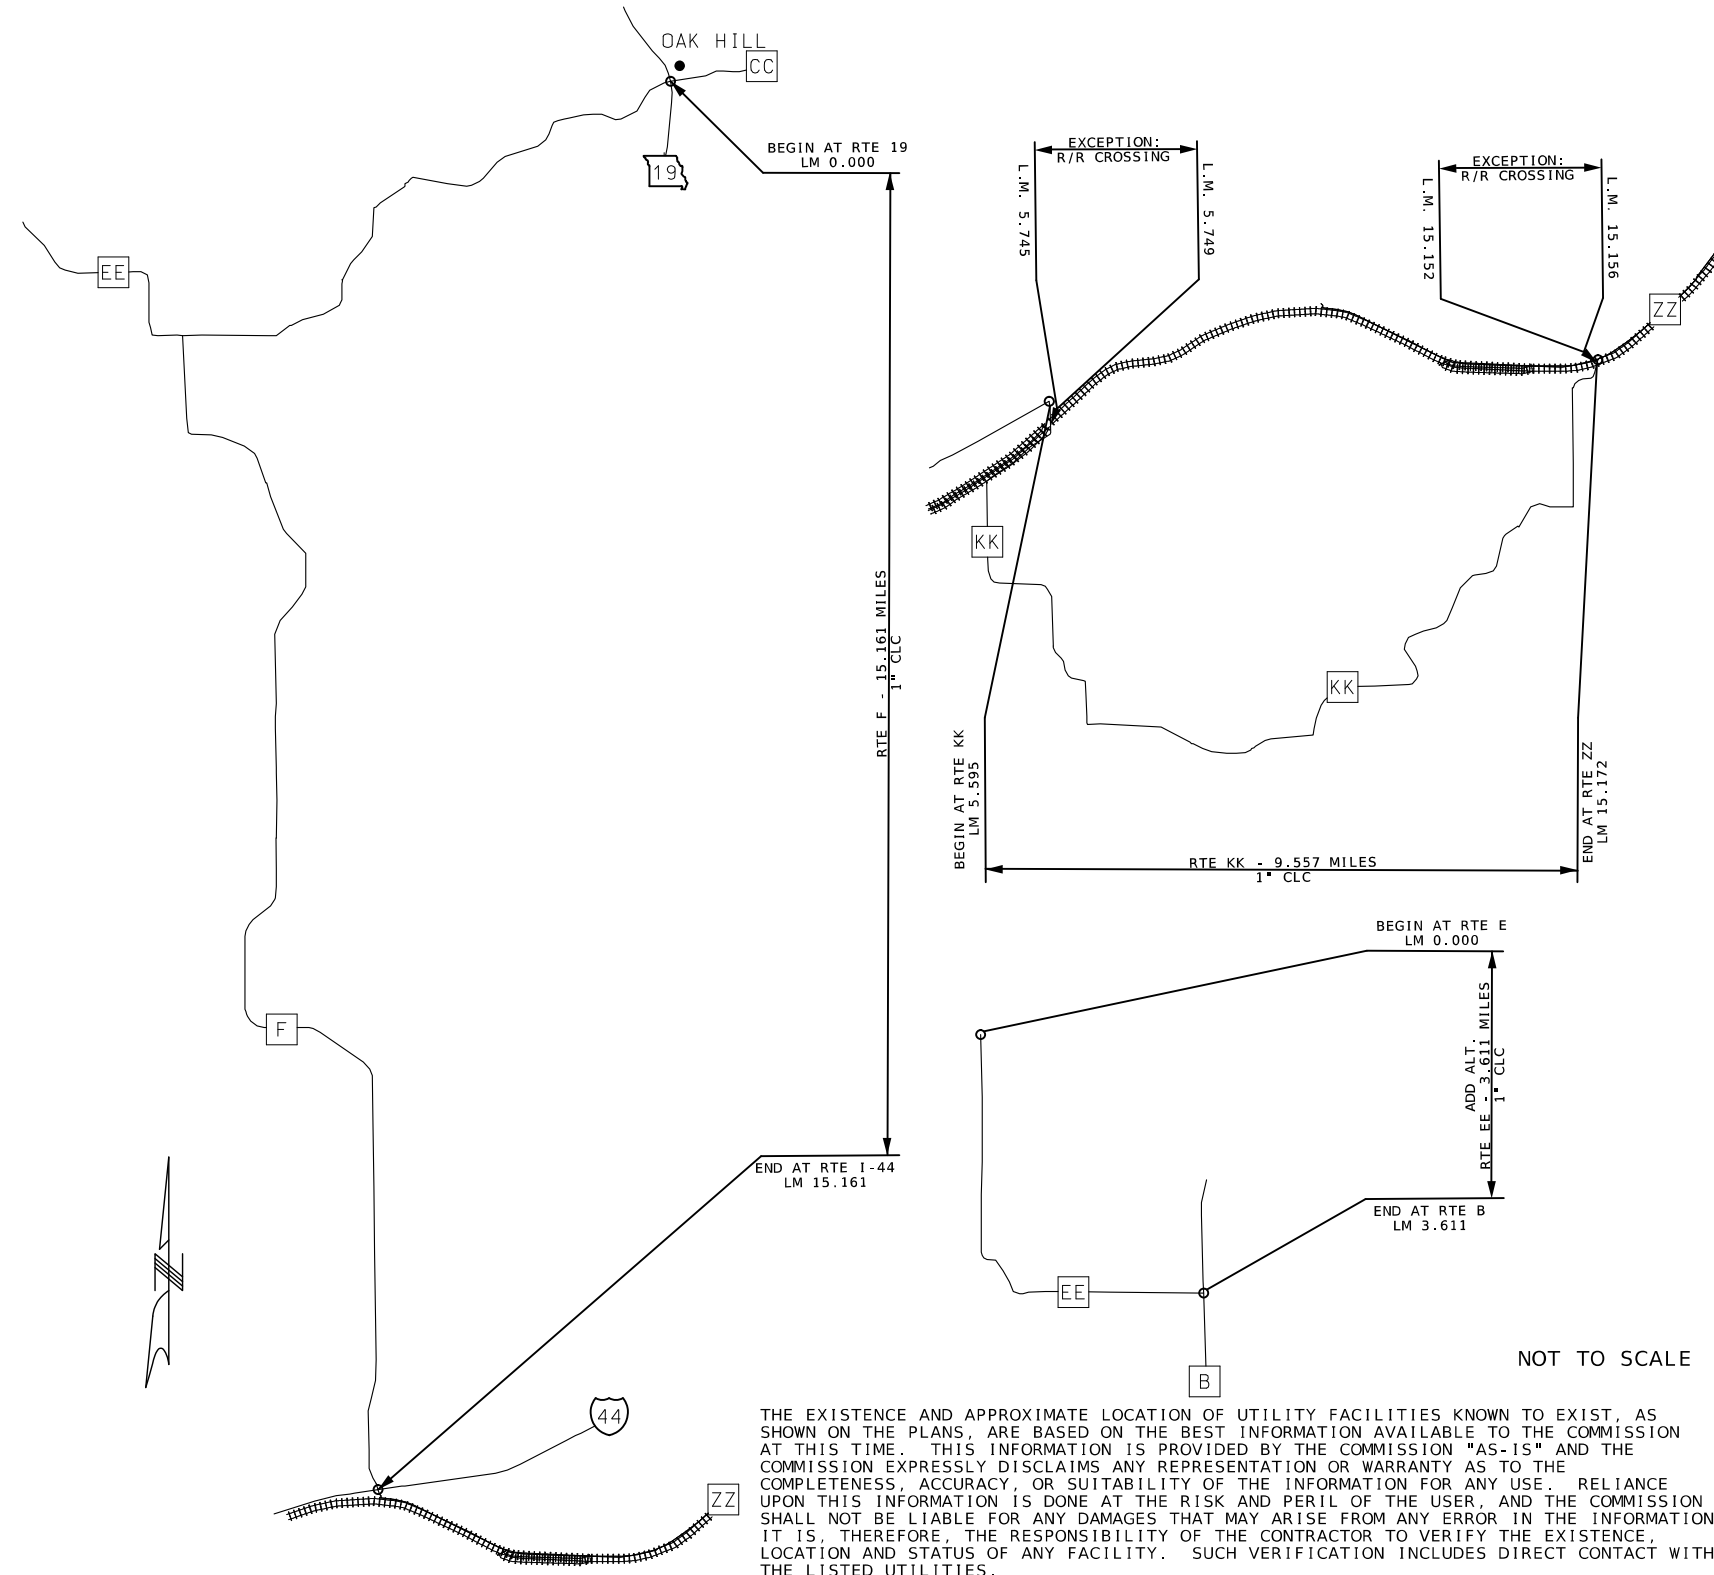 OAK HILL
CC
BEGIN AT RTE 19
LM 0.000
19
EE
RTE F - 15.161 MILES
1" CLC
F
END AT RTE I-44
LM 15.161
44
ZZ
EXCEPTION:
R/R CROSSING
L.M. 5.745
L.M. 5.749
EXCEPTION:
R/R CROSSING
L.M. 15.152
L.M. 15.156
ZZ
KK
KK
BEGIN AT RTE KK
LM 5.595
END AT RTE ZZ
LM 15.172
RTE KK - 9.557 MILES
1" CLC
BEGIN AT RTE E
LM 0.000
ADD ALT.
RTE EE - 3.611 MILES
1" CLC
END AT RTE B
LM 3.611
EE
B
N
NOT TO SCALE
THE EXISTENCE AND APPROXIMATE LOCATION OF UTILITY FACILITIES KNOWN TO EXIST, AS
SHOWN ON THE PLANS, ARE BASED ON THE BEST INFORMATION AVAILABLE TO THE COMMISSION
AT THIS TIME. THIS INFORMATION IS PROVIDED BY THE COMMISSION "AS-IS" AND THE
COMMISSION EXPRESSLY DISCLAIMS ANY REPRESENTATION OR WARRANTY AS TO THE
COMPLETENESS, ACCURACY, OR SUITABILITY OF THE INFORMATION FOR ANY USE. RELIANCE
UPON THIS INFORMATION IS DONE AT THE RISK AND PERIL OF THE USER, AND THE COMMISSION
SHALL NOT BE LIABLE FOR ANY DAMAGES THAT MAY ARISE FROM ANY ERROR IN THE INFORMATION
IT IS, THEREFORE, THE RESPONSIBILITY OF THE CONTRACTOR TO VERIFY THE EXISTENCE,
LOCATION AND STATUS OF ANY FACILITY. SUCH VERIFICATION INCLUDES DIRECT CONTACT WITH
THE LISTED UTILITIES.